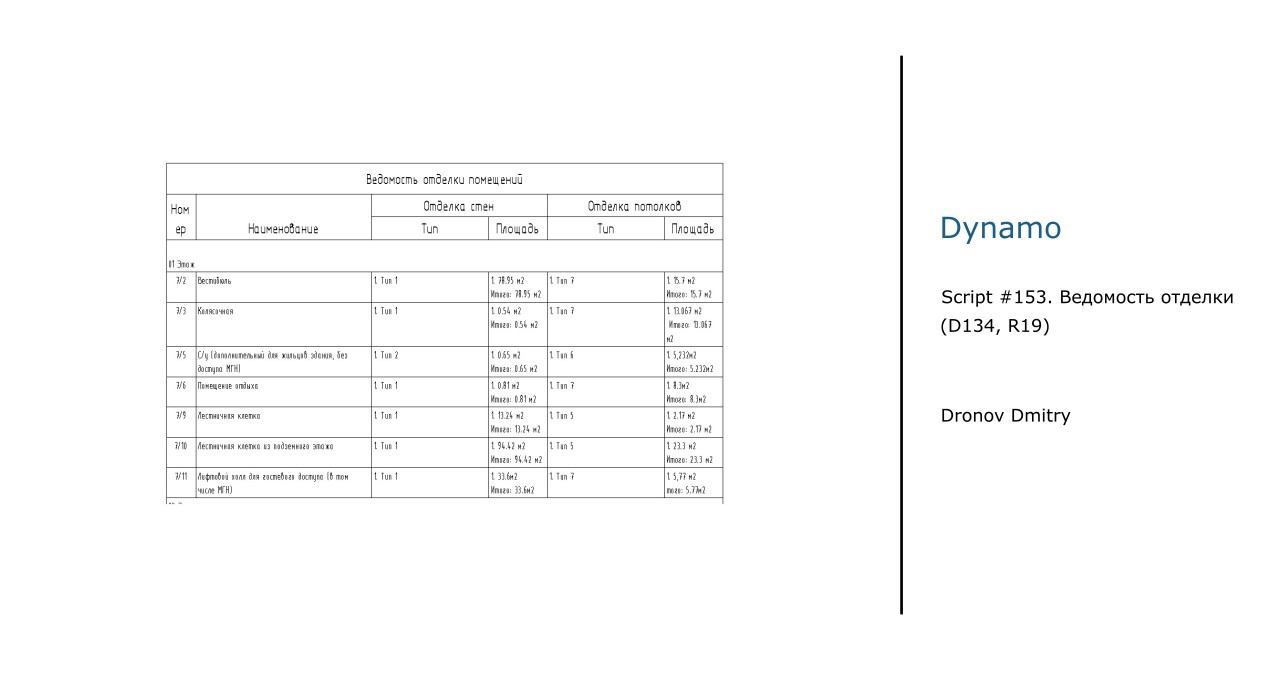 Ведомость отделки помещений
Ном
ер
Наименование
Отделка стен
Отделка потолков
Тип
Площадь
Тип
Площадь
01 Этаж
7/2
Вестибюль
1. Тип 1
1. 78.95 м2
Итого: 78.95 м2
1. Тип 7
1. 15.7 м2
Итого: 15.7 м2
7/3
Колясочная
1. Тип 1
1. 0.54 м2
Итого: 0.54 м2
1. Тип 7
1. 13.067 м2
Итого: 13.067
м2
7/5
С/у (дополнительный для жильцов здания, без
доступа МГН)
1. Тип 2
1. 0.65 м2
Итого: 0.65 м2
1. Тип 6
1. 5,232м2
Итого: 5.232м2
7/6
Помещение отдыха
1. Тип 1
1. 0.81 м2
Итого: 0.81 м2
1. Тип 7
1. 8.3м2
Итого: 8.3м2
7/9
Лестничная клетка
1. Тип 1
1. 13.24 м2
Итого: 13.24 м2
1. Тип 5
1. 2.17 м2
Итого: 2.17 м2
7/10
Лестничная клетка из подземного этажа
1. Тип 1
1. 94.42 м2
Итого: 94.42 м2
1. Тип 5
1. 23.3 м2
Итого: 23.3 м2
7/11
Лифтовой холл для гостевого доступа (в том
числе МГН)
1. Тип 1
1. 33.6м2
Итого: 33.6м2
1. Тип 7
1. 5,77 м2
того: 5.77м2
Dynamo
Script #153. Ведомость отделки
(D134, R19)
Dronov Dmitry